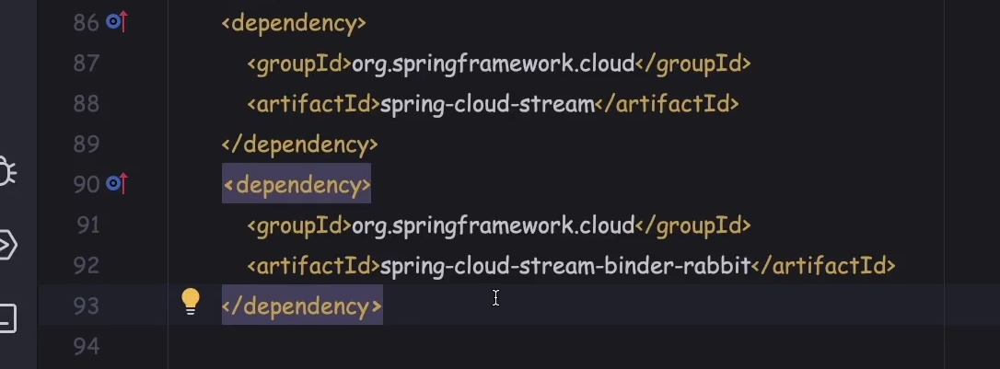 86 <dependency>
87 <groupId>org.springframework.cloud</groupId>
88 <artifactId>spring-cloud-stream</artifactId>
89 </dependency>
90 <dependency>
91 <groupId>org.springframework.cloud</groupId>
92 <artifactId>spring-cloud-stream-binder-rabbit</artifactId>
93 </dependency>
94